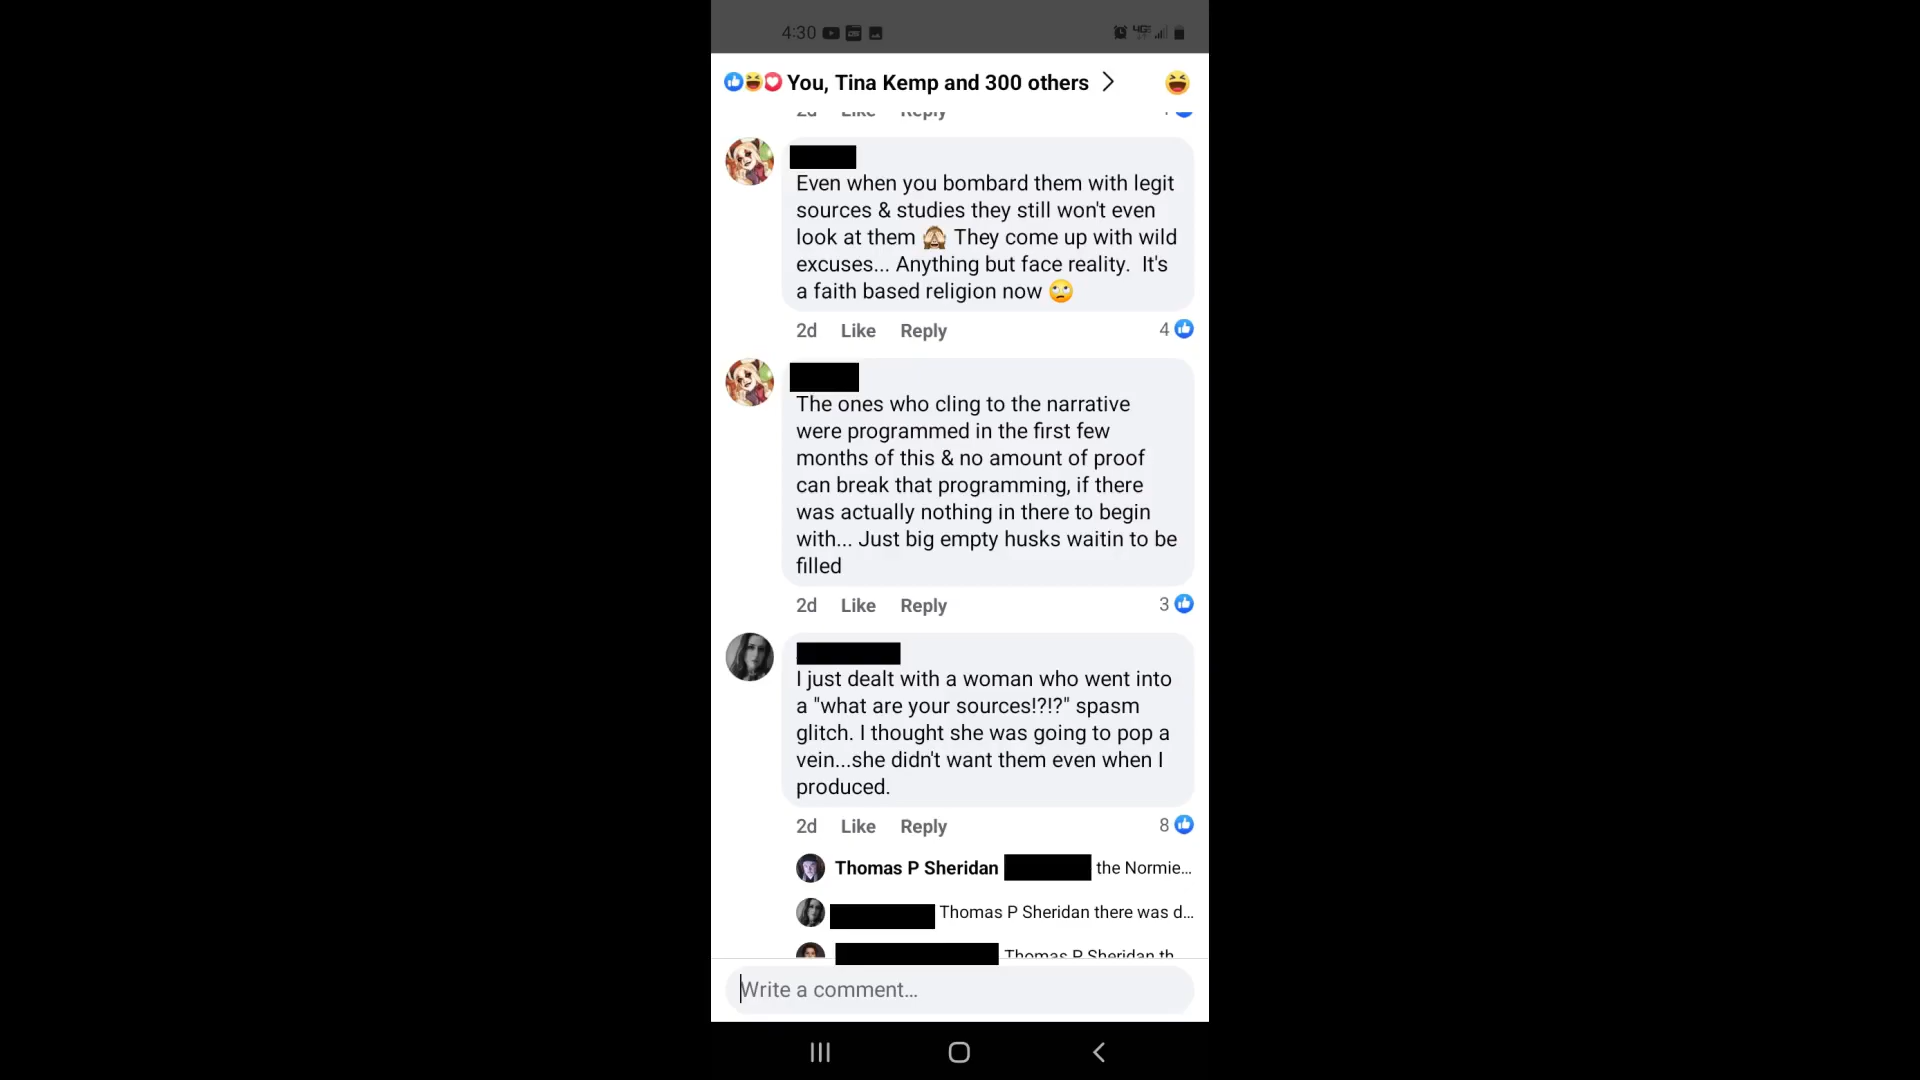 4:30
You, Tina Kemp and 300 others
2d Like Reply
Even when you bombard them with legit
sources & studies they still won't even
look at them 🙈 They come up with wild
excuses... Anything but face reality. It's
a faith based religion now 🙄
2d Like Reply 4
The ones who cling to the narrative
were programmed in the first few
months of this & no amount of proof
can break that programming, if there
was actually nothing in there to begin
with... Just big empty husks waitin to be
filled
2d Like Reply 3
I just dealt with a woman who went into
a "what are your sources!?!?" spasm
glitch. I thought she was going to pop a
vein...she didn't want them even when I
produced.
2d Like Reply 8
Thomas P Sheridan the Normie...
Thomas P Sheridan there was d...
Thomas P Sheridan th
Write a comment...